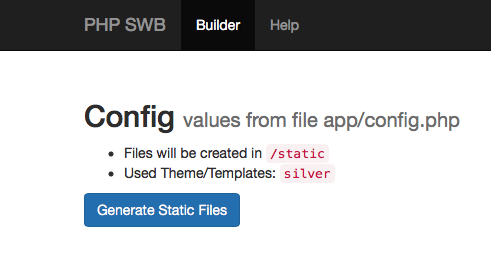 PHP SWB Builder Help
Config values from file app/config.php
Files will be created in /static
Used Theme/Templates: silver
Generate Static Files